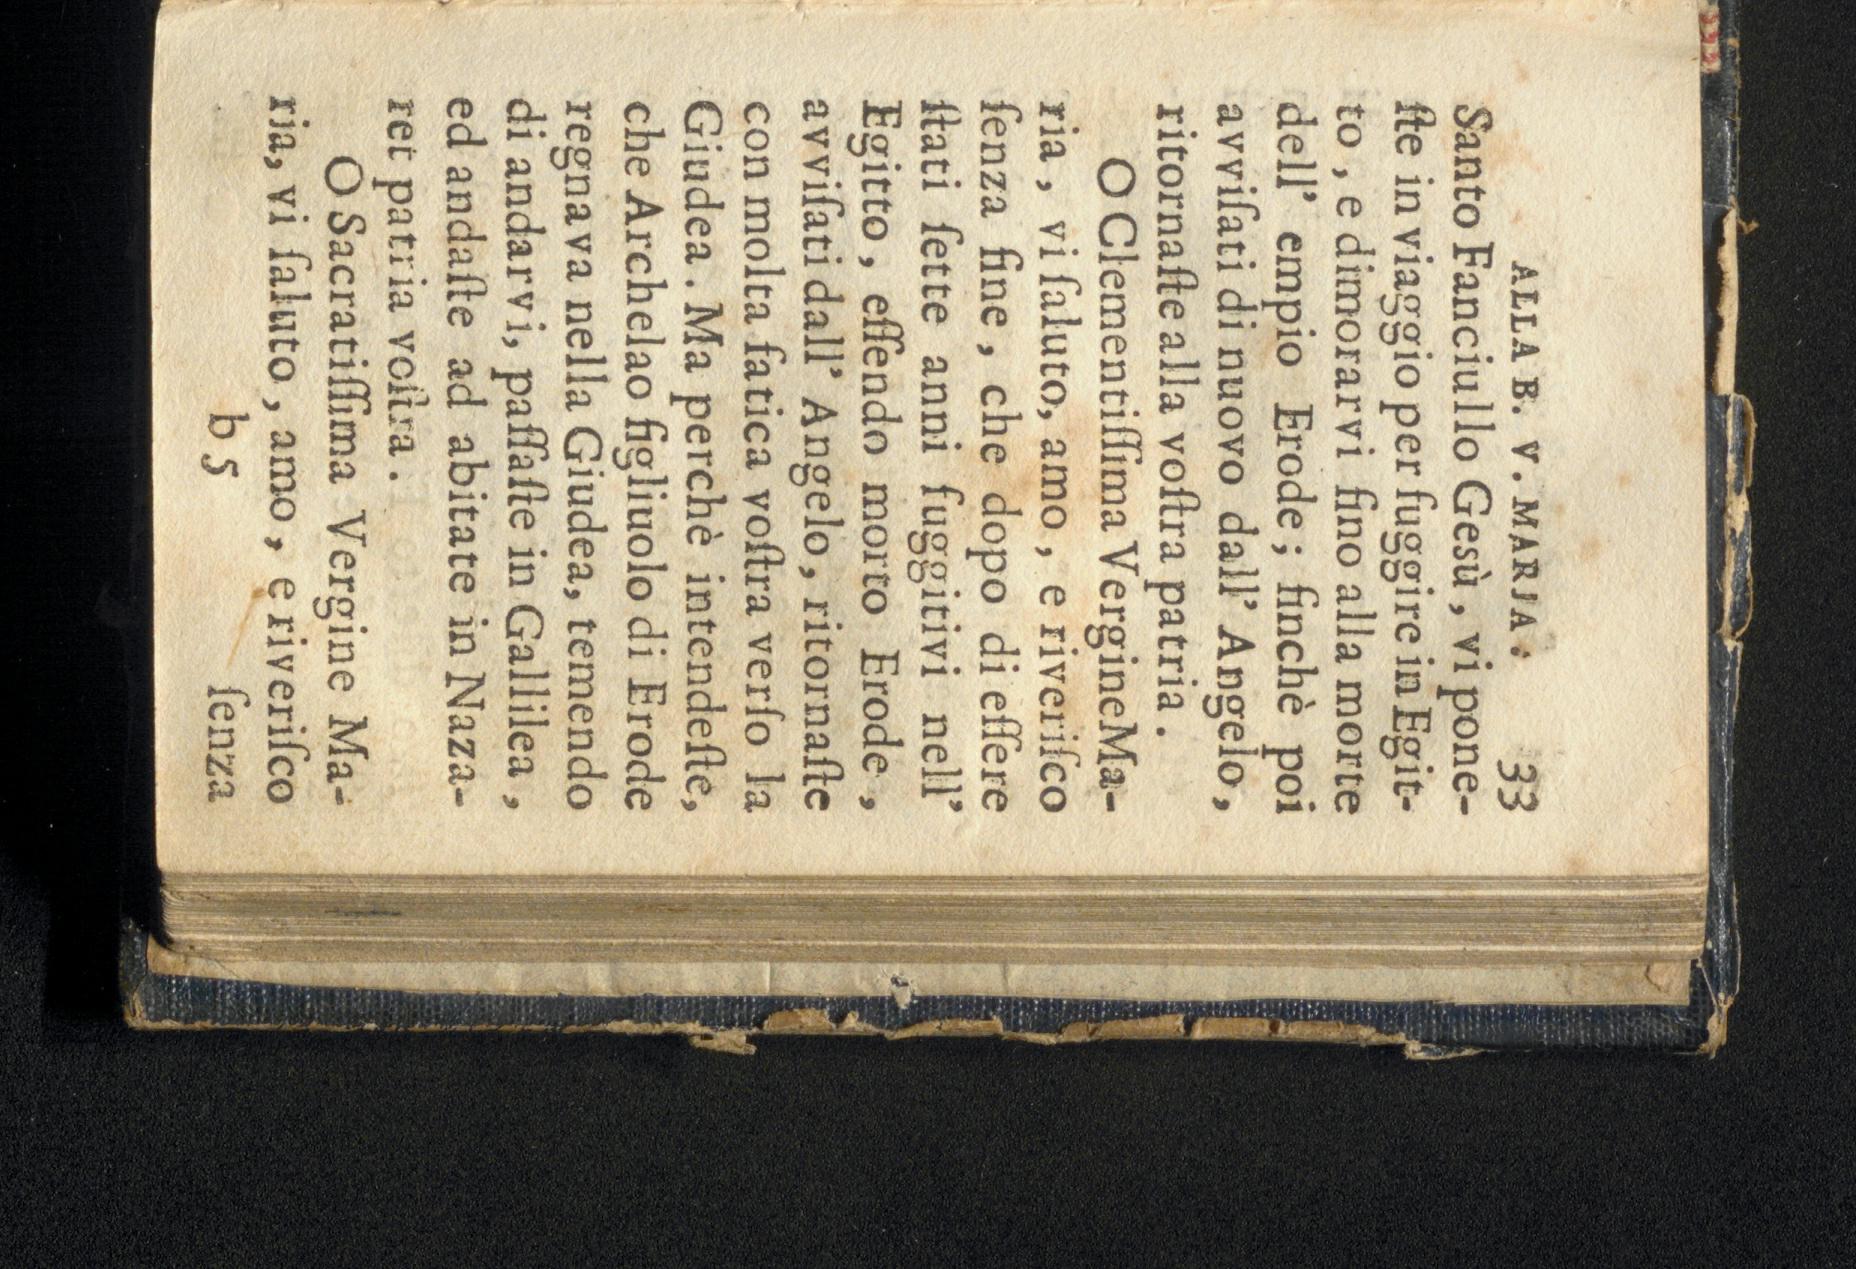 ALLA B. V. MARJA: 33
Santo Fanciullo Gesù, vi pone-
ſte in viaggio per fuggire in Egit-
to, e dimorarvi fino alla morte
dell' empio Erode; finchè poi
avviſati di nuovo dall' Angelo,
ritornaſte alla voſtra patria.
O Clementiſſima Vergine Ma-
ria, vi ſaluto, amo, e riveriſco
ſenza fine, che dopo di eſſere
ſtati ſette anni fuggitivi nell'
Egitto, eſſendo morto Erode,
avviſati dall' Angelo, ritornaſte
con molta fatica voſtra verſo la
Giudea. Ma perchè intendeſte,
che Archelao figliuolo di Erode
regnava nella Giudea, temendo
di andarvi, paſſaſte in Gallilea,
ed andaſte ad abitate in Naza-
ret patria voſtra.
O Sacratiſſima Vergine Ma-
ria, vi ſaluto, amo, e riveriſco
b 5 ſenza